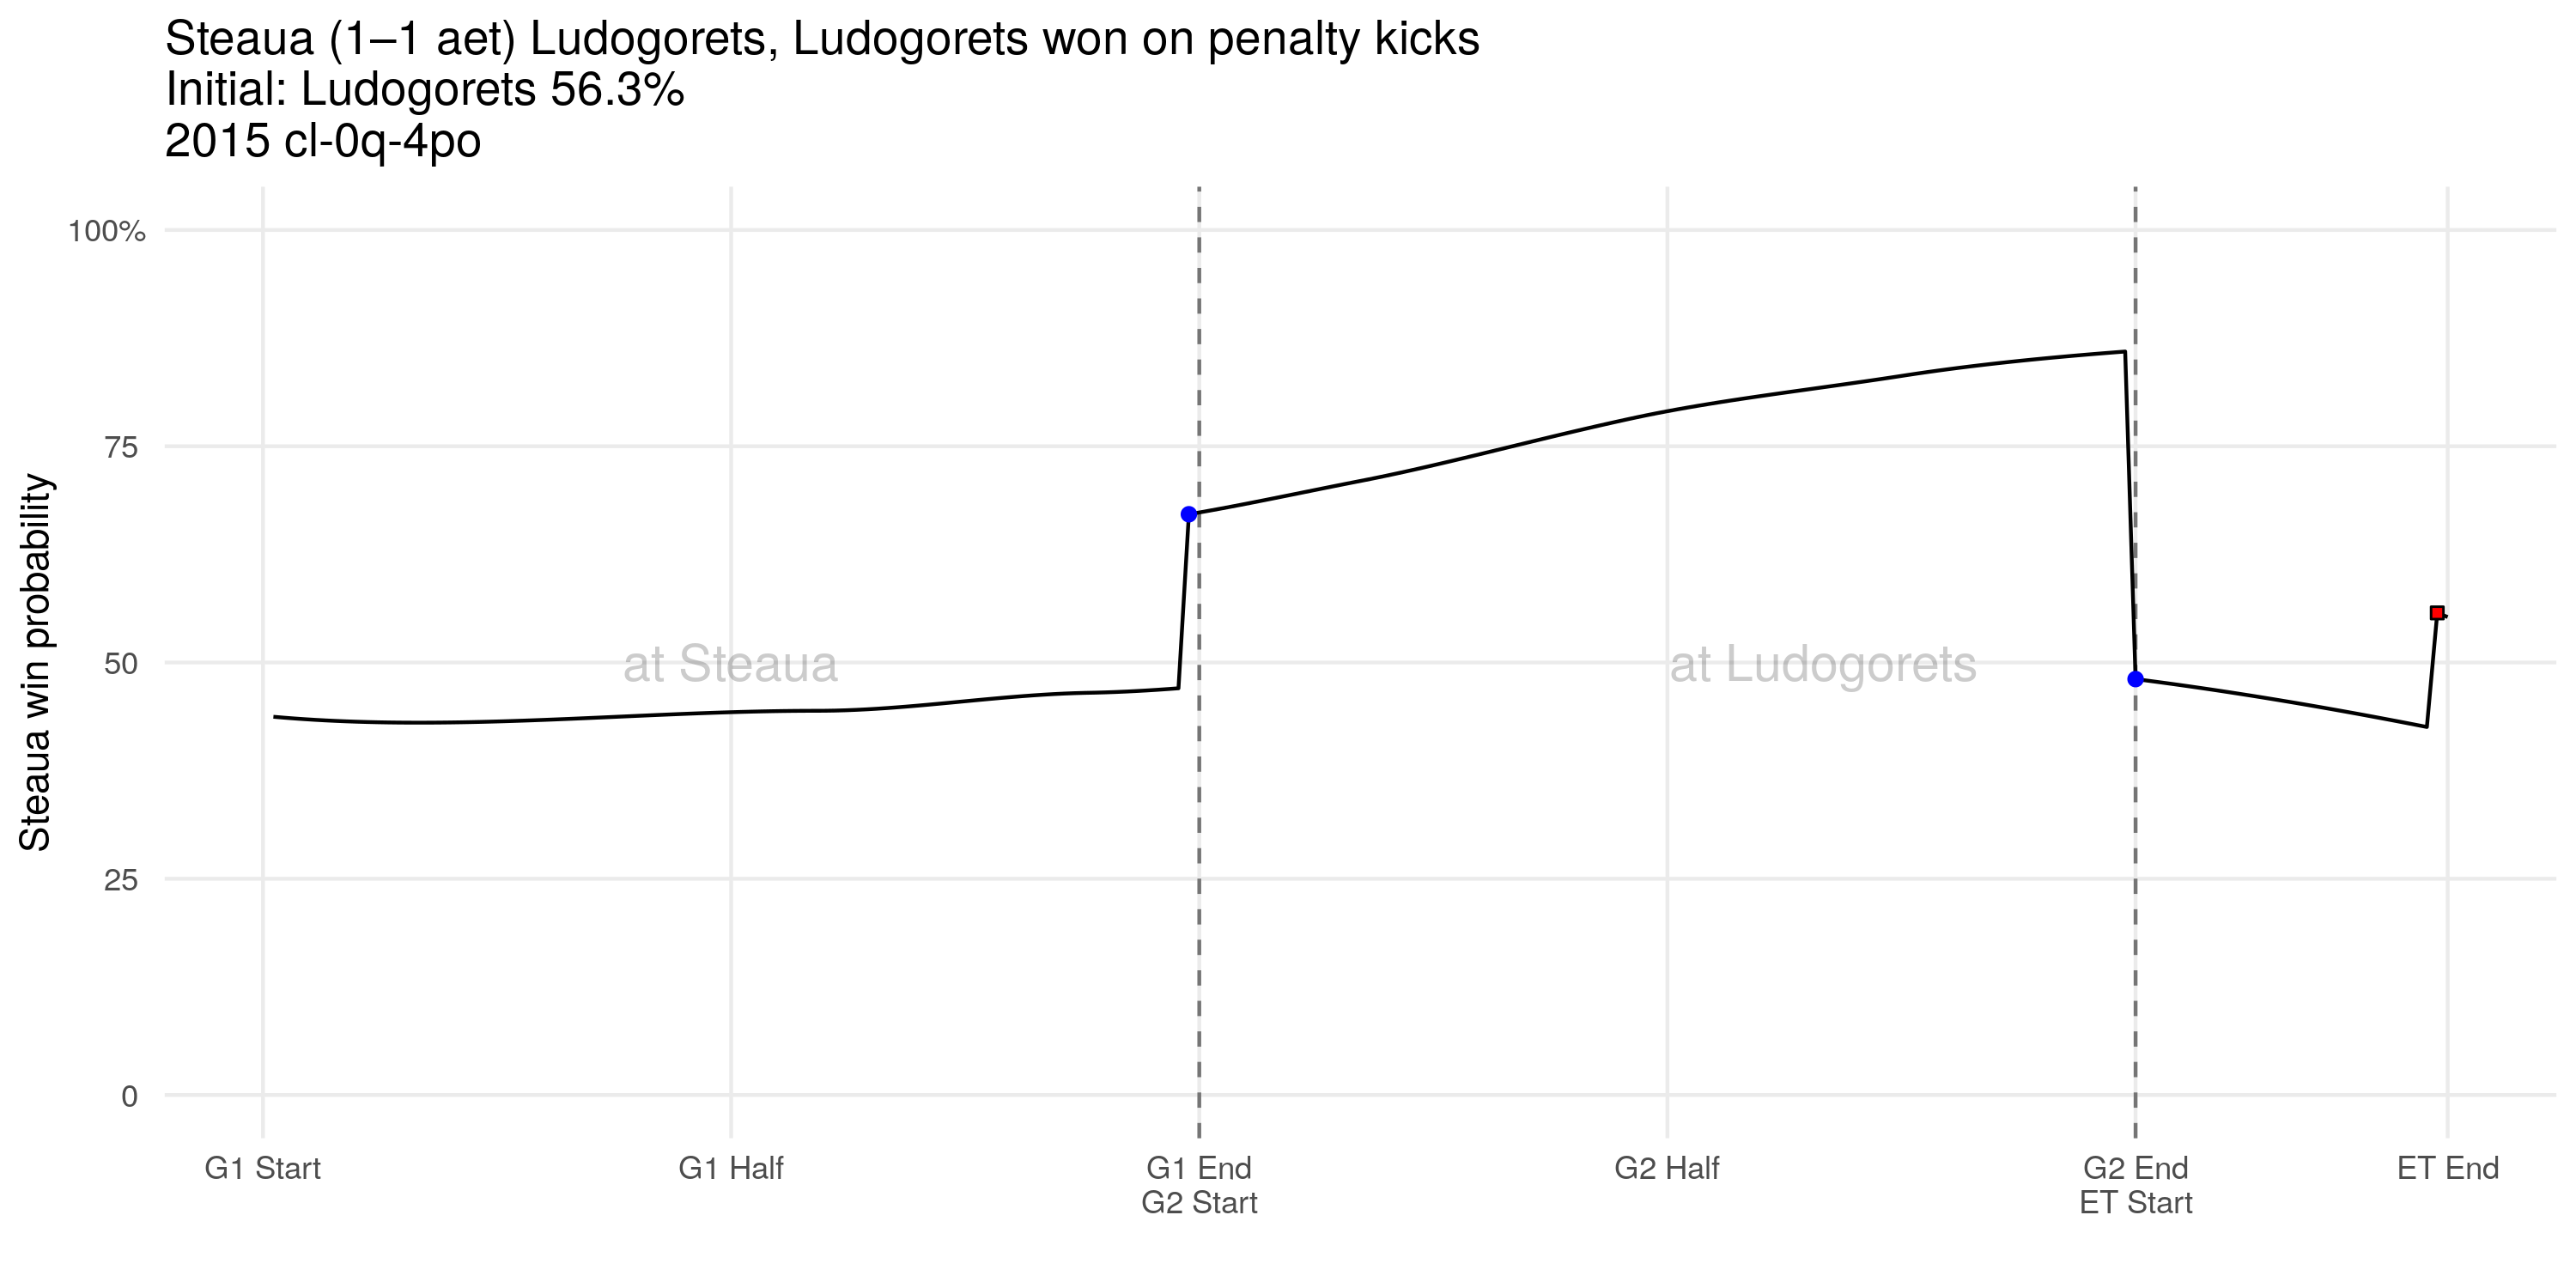 Steaua (1–1 aet) Ludogorets, Ludogorets won on penalty kicks
Initial: Ludogorets 56.3%
2015 cl-0q-4po
Steaua win probability
100%
75
50
25
0
at Steaua
at Ludogorets
G1 Start
G1 Half
G1 End
G2 Start
G2 Half
G2 End
ET Start
ET End